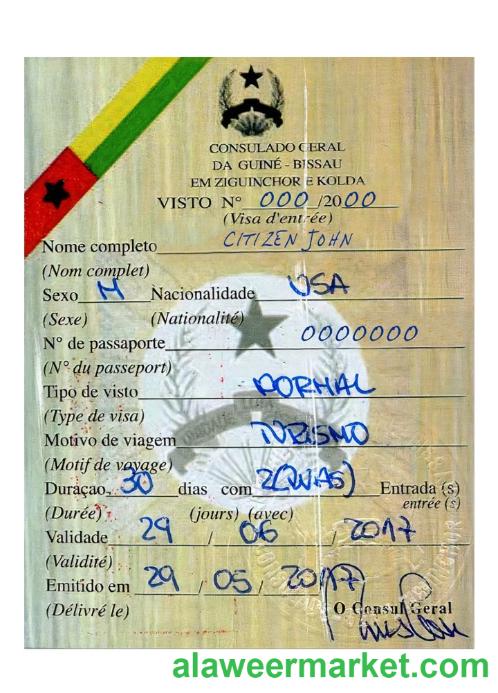 CONSULADO GERAL
DA GUINÉ - BISSAU
EM ZIGUINCHOR E KOLDA
VISTO Nº 000 /2000
(Visa d'entrée)
Nome completo CITIZEN JOHN
(Nom complet)
Sexo M Nacionalidade USA
(Sexe) (Nationalité)
Nº de passaporte 0000000
(Nº du passeport)
Tipo de visto NORMAL
(Type de visa)
Motivo de viagem TURISMO
(Motif de voyage)
Duraçao 30 dias com 2(DUAS) Entrada (s)
(Durée) (jours) (avec) entrée (s)
Validade 29 / 06 / 2017
(Validité)
Emitido em 29 / 05 / 2017
(Délivré le) O Consul Geral
alaweermarket.com